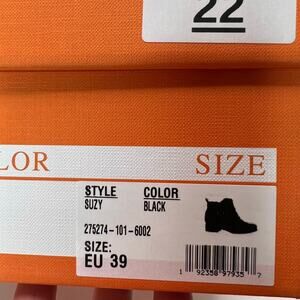 22
LOR SIZE
STYLE COLOR
SUZY BLACK
275274-101-6002
SIZE:
EU 39
1 92358 97935 7